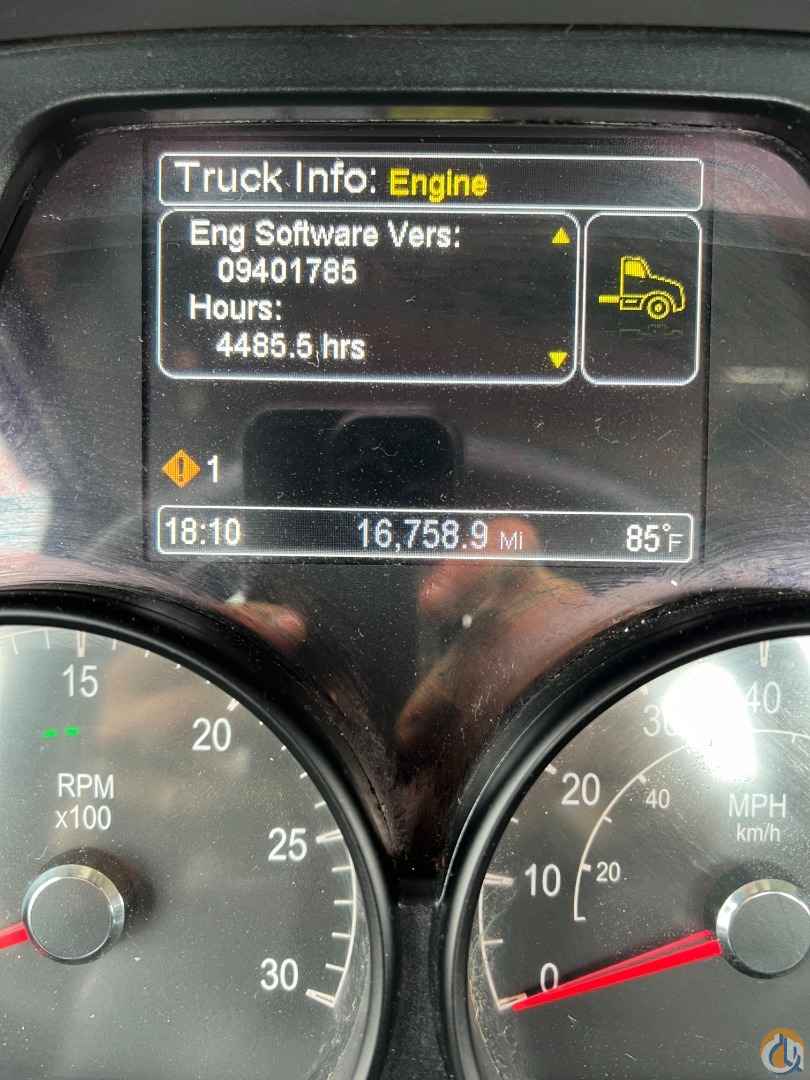 Truck Info: Engine
Eng Software Vers:
09401785
Hours:
4485.5 hrs
1
18:10 16,758.9 Mi 85°F
15
20
25
30
RPM
x100
0
10
20
30
40
20
40
MPH
km/h